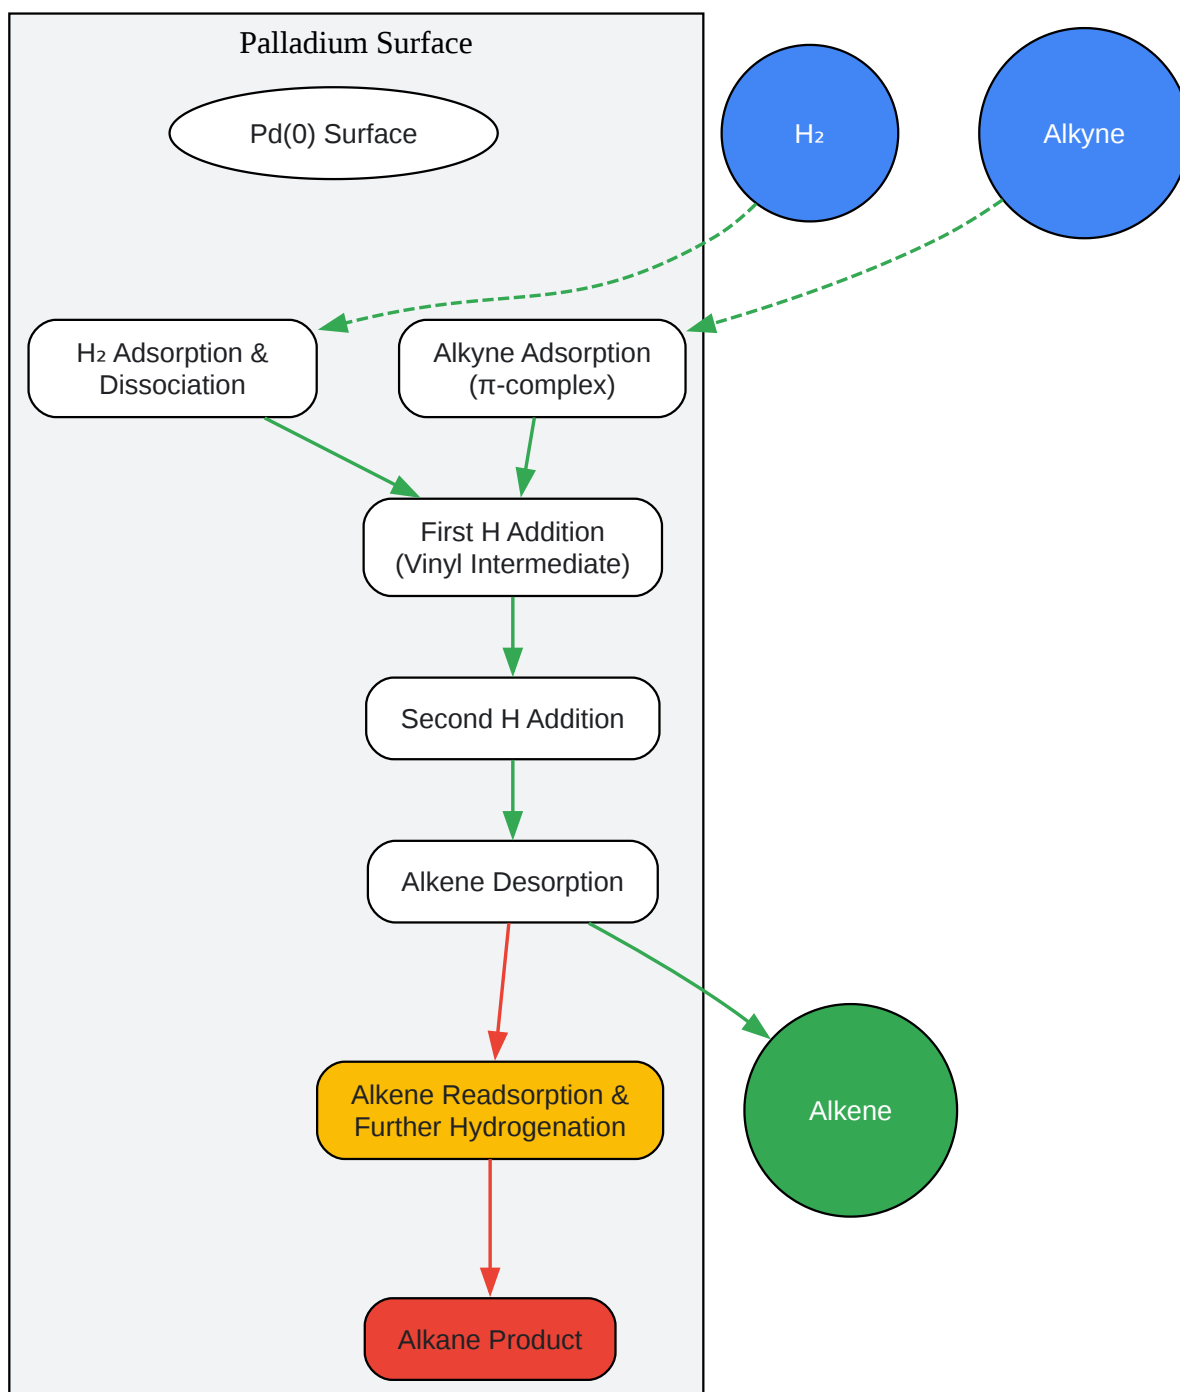 Palladium Surface
Pd(0) Surface
H₂
Alkyne
H₂ Adsorption &
Dissociation
Alkyne Adsorption
(π-complex)
First H Addition
(Vinyl Intermediate)
Second H Addition
Alkene Desorption
Alkene Readsorption &
Further Hydrogenation
Alkene
Alkane Product